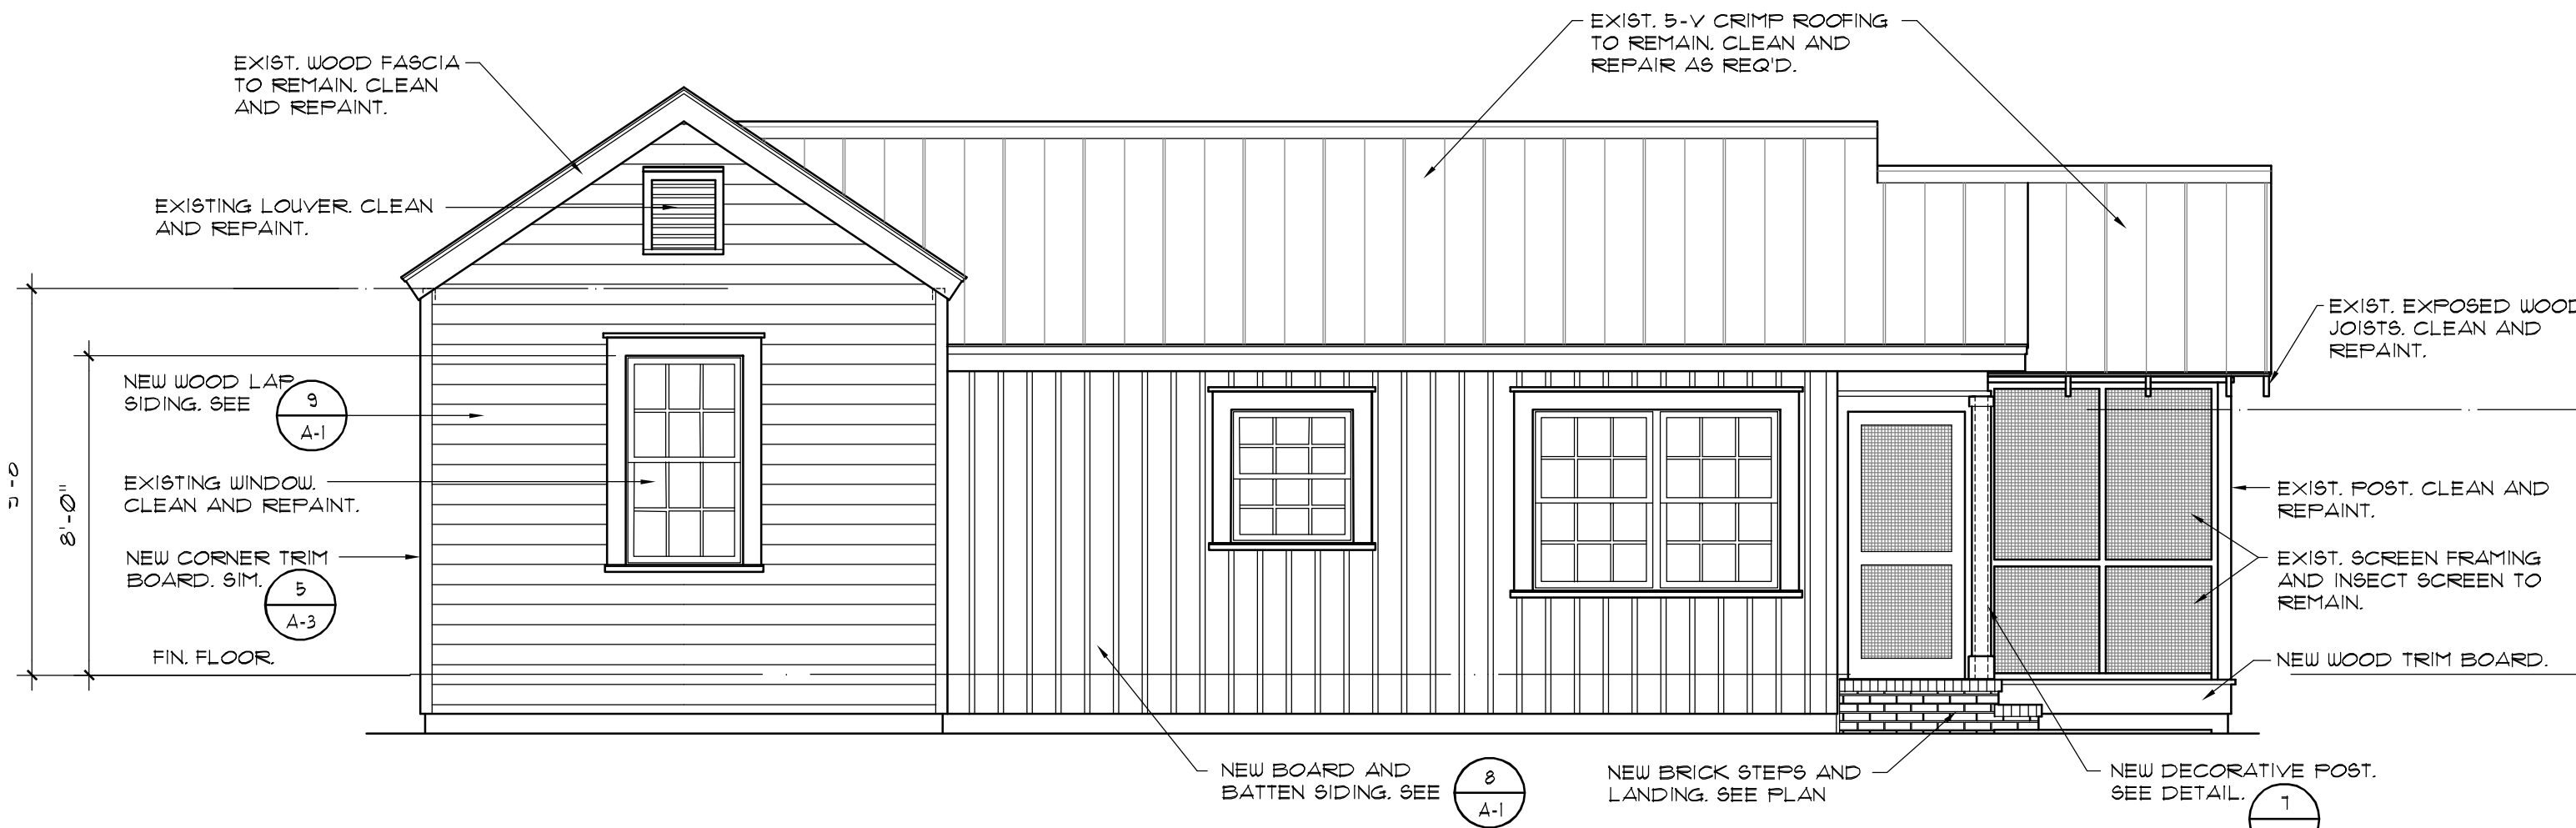 EXIST. 5-V CRIMP ROOFING
TO REMAIN. CLEAN AND
REPAIR AS REQ'D.
EXIST. WOOD FASCIA
TO REMAIN. CLEAN
AND REPAINT.
EXISTING LOUVER. CLEAN
AND REPAINT.
EXIST. EXPOSED WOOD
JOISTS. CLEAN AND
REPAINT.
NEW WOOD LAP
SIDING. SEE
9
A-1
8'-0"
EXISTING WINDOW.
CLEAN AND REPAINT.
EXIST. POST. CLEAN AND
REPAINT.
NEW CORNER TRIM
BOARD. SIM.
5
A-3
EXIST. SCREEN FRAMING
AND INSECT SCREEN TO
REMAIN.
FIN. FLOOR.
NEW WOOD TRIM BOARD.
NEW BOARD AND
BATTEN SIDING. SEE
8
A-1
NEW BRICK STEPS AND
LANDING. SEE PLAN
NEW DECORATIVE POST.
SEE DETAIL.